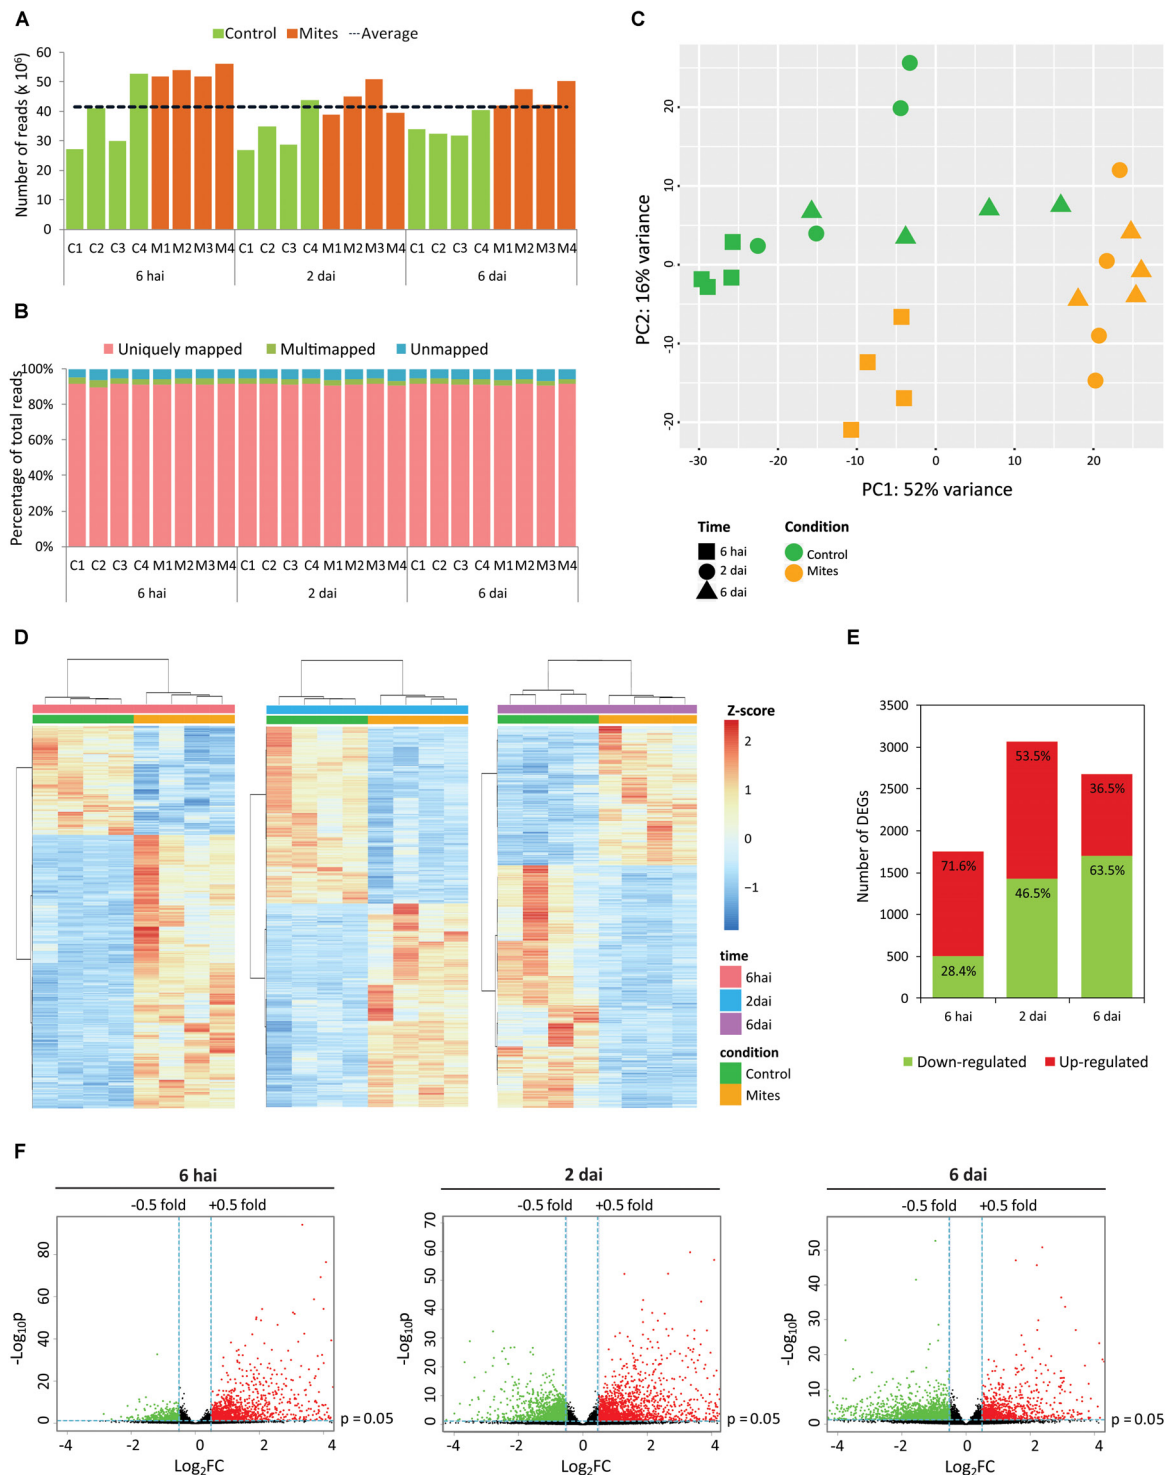 A
Control Mites ---Average
Number of reads (x 10⁶)
60
50
40
30
20
10
0
C1 C2 C3 C4 M1 M2 M3 M4 C1 C2 C3 C4 M1 M2 M3 M4 C1 C2 C3 C4 M1 M2 M3 M4
6 hai 2 dai 6 dai
B
Uniquely mapped Multimapped Unmapped
Percentage of total reads
100%
80%
60%
40%
20%
0%
C1 C2 C3 C4 M1 M2 M3 M4 C1 C2 C3 C4 M1 M2 M3 M4 C1 C2 C3 C4 M1 M2 M3 M4
6 hai 2 dai 6 dai
C
PC2: 16% variance
20
10
0
-10
-20
-30 -20 -10 0 10 20
PC1: 52% variance
Time
6 hai
2 dai
6 dai
Condition
Control
Mites
D
Z-score
2
1
0
−1
time
6hai
2dai
6dai
condition
Control
Mites
E
Number of DEGs
3500
3000
2500
2000
1500
1000
500
0
71.6%
28.4%
53.5%
46.5%
36.5%
63.5%
6 hai 2 dai 6 dai
Down-regulated Up-regulated
F
6 hai
-0.5 fold +0.5 fold
-Log₁₀p
80
60
40
20
0
p = 0.05
-4 -2 0 2 4
Log₂FC
2 dai
-0.5 fold +0.5 fold
-Log₁₀p
70
60
50
40
30
20
10
0
p = 0.05
-4 -2 0 2 4
Log₂FC
6 dai
-0.5 fold +0.5 fold
-Log₁₀p
50
40
30
20
10
0
p = 0.05
-4 -2 0 2 4
Log₂FC